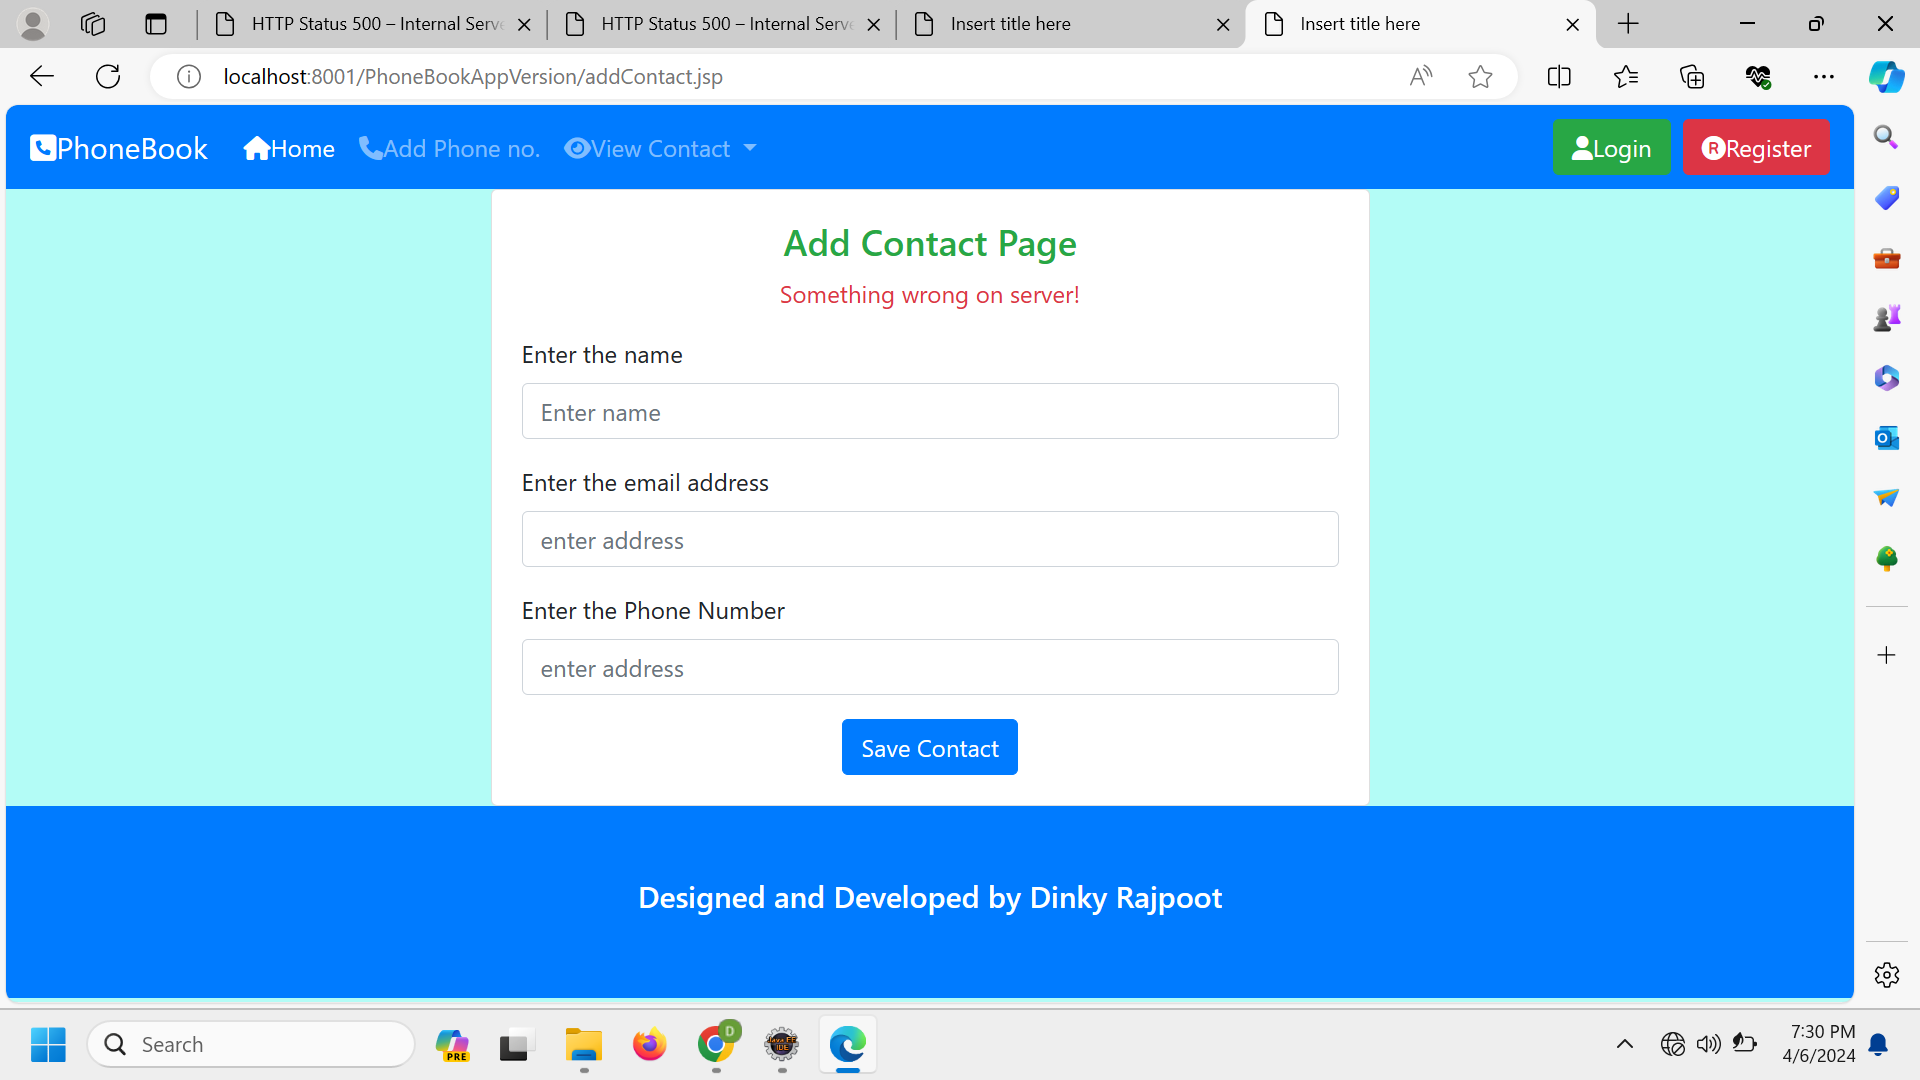 HTTP Status 500 – Internal Serve
HTTP Status 500 – Internal Serve
Insert title here
Insert title here
localhost:8001/PhoneBookAppVersion/addContact.jsp
PhoneBook
Home
Add Phone no.
View Contact
Login
Register
Add Contact Page
Something wrong on server!
Enter the name
Enter name
Enter the email address
enter address
Enter the Phone Number
enter address
Save Contact
Designed and Developed by Dinky Rajpoot
Search
PRE
D
7:30 PM
4/6/2024